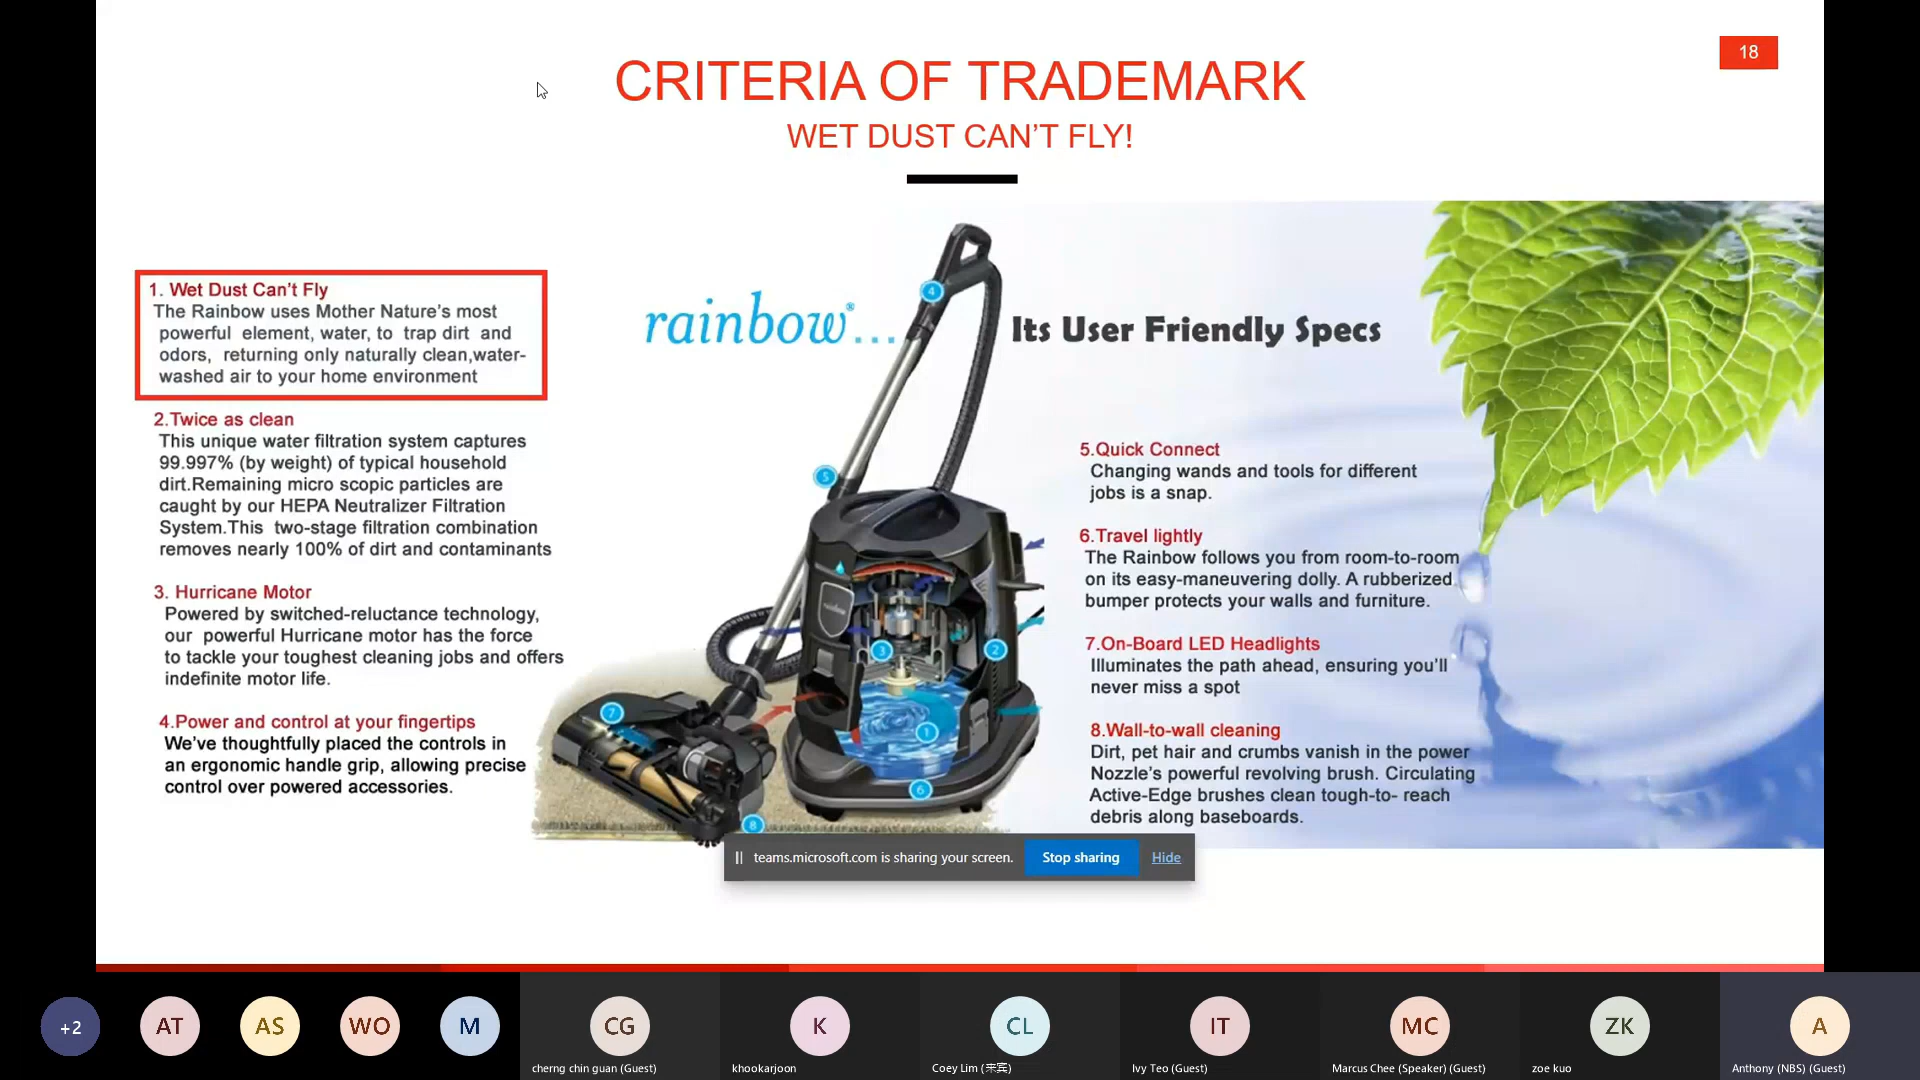 18
CRITERIA OF TRADEMARK
WET DUST CAN'T FLY!
1. Wet Dust Can't Fly
The Rainbow uses Mother Nature's most
powerful element, water, to trap dirt and
odors, returning only naturally clean,water-
washed air to your home environment
2.Twice as clean
This unique water filtration system captures
99.997% (by weight) of typical household
dirt.Remaining micro scopic particles are
caught by our HEPA Neutralizer Filtration
System.This two-stage filtration combination
removes nearly 100% of dirt and contaminants
3. Hurricane Motor
Powered by switched-reluctance technology,
our powerful Hurricane motor has the force
to tackle your toughest cleaning jobs and offers
indefinite motor life.
4.Power and control at your fingertips
We've thoughtfully placed the controls in
an ergonomic handle grip, allowing precise
control over powered accessories.
rainbow®... Its User Friendly Specs
4
5
3
2
7
1
6
8
5.Quick Connect
Changing wands and tools for different
jobs is a snap.
6.Travel lightly
The Rainbow follows you from room-to-room
on its easy-maneuvering dolly. A rubberized
bumper protects your walls and furniture.
7.On-Board LED Headlights
Illuminates the path ahead, ensuring you'll
never miss a spot
8.Wall-to-wall cleaning
Dirt, pet hair and crumbs vanish in the power
Nozzle's powerful revolving brush. Circulating
Active-Edge brushes clean tough-to- reach
debris along baseboards.
teams.microsoft.com is sharing your screen. Stop sharing Hide
+2 AT AS WO M CG K CL IT MC ZK A
cherng chin guan (Guest) khookarjoon Coey Lim (来宾) Ivy Teo (Guest) Marcus Chee (Speaker) (Guest) zoe kuo Anthony (NBS) (Guest)